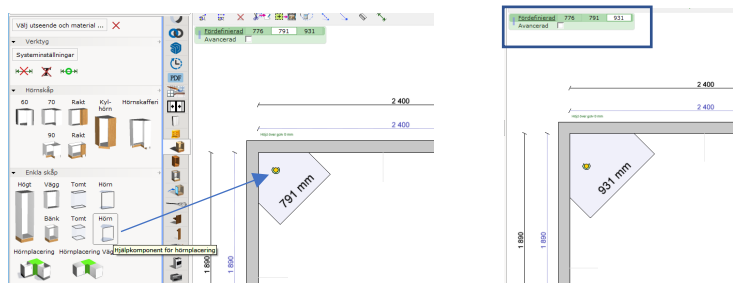 Välj utseende och material ...
Verktyg
Systeminställningar
Hörnskåp
60 70 Rakt Kyl-
hörn
Hörnskafferi
90 Rakt
Enkla skåp
Högt Vägg Tomt Hörn
Bänk Tomt Hörn
Hjälpkomponent för hörnplacering
Hörnplacering Hörnplacering Väg
PDF
Fördefinierad 776 791 931
Avancerad
2 400
2 400
791 mm
1 890
1 890
Fördefinierad 776 791 931
Avancerad
2 400
2 400
931 mm
1 890
1 890